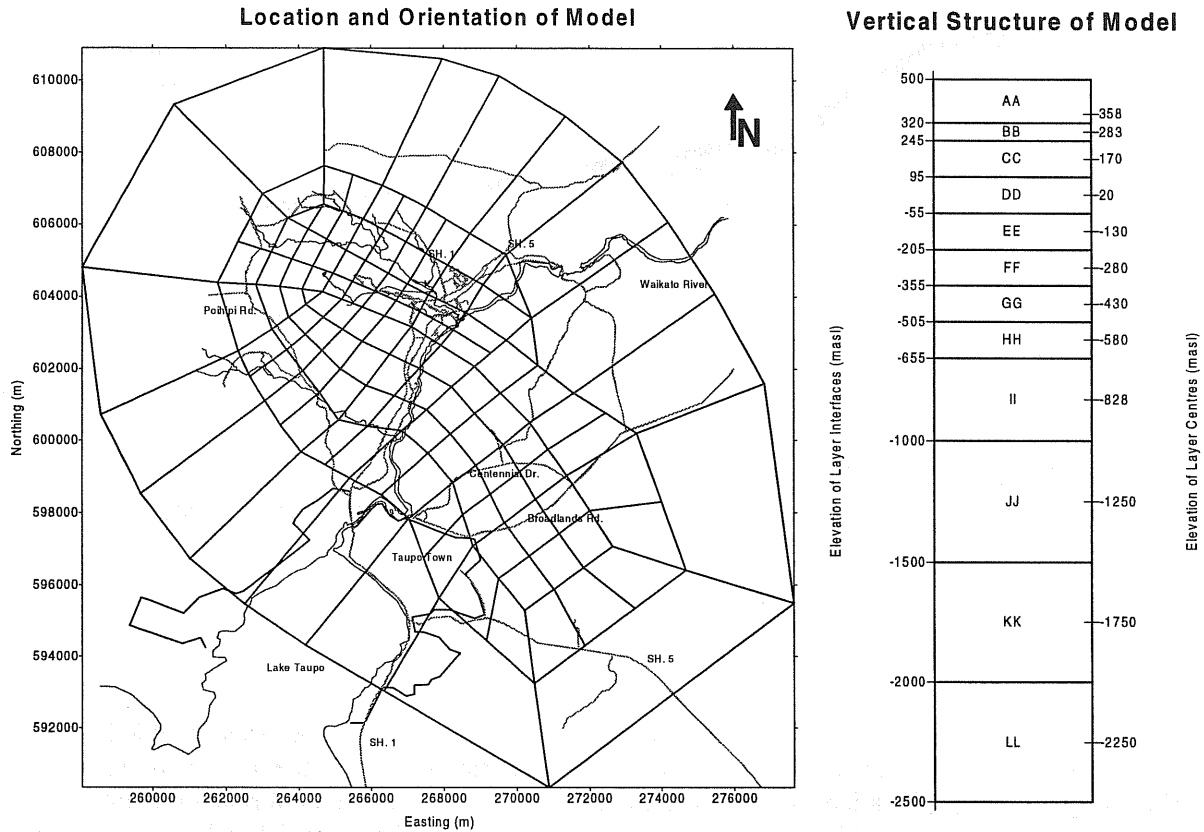 Location and Orientation of Model
Vertical Structure of Model
610000
608000
606000
604000
602000
600000
598000
596000
594000
592000
Northing (m)
260000
262000
264000
266000
268000
270000
272000
274000
276000
Easting (m)
N
SH. 1
SH. 5
Waikato River
Poihipi Rd.
Centennial Dr.
Broadlands Rd.
Taupo Town
Lake Taupo
SH. 5
SH. 1
Elevation of Layer Interfaces (masl)
500
320
245
95
-55
-205
-355
-505
-655
-1000
-1500
-2000
-2500
AA
BB
CC
DD
EE
FF
GG
HH
II
JJ
KK
LL
358
283
170
20
-130
-280
-430
-580
-828
-1250
-1750
-2250
Elevation of Layer Centres (masl)